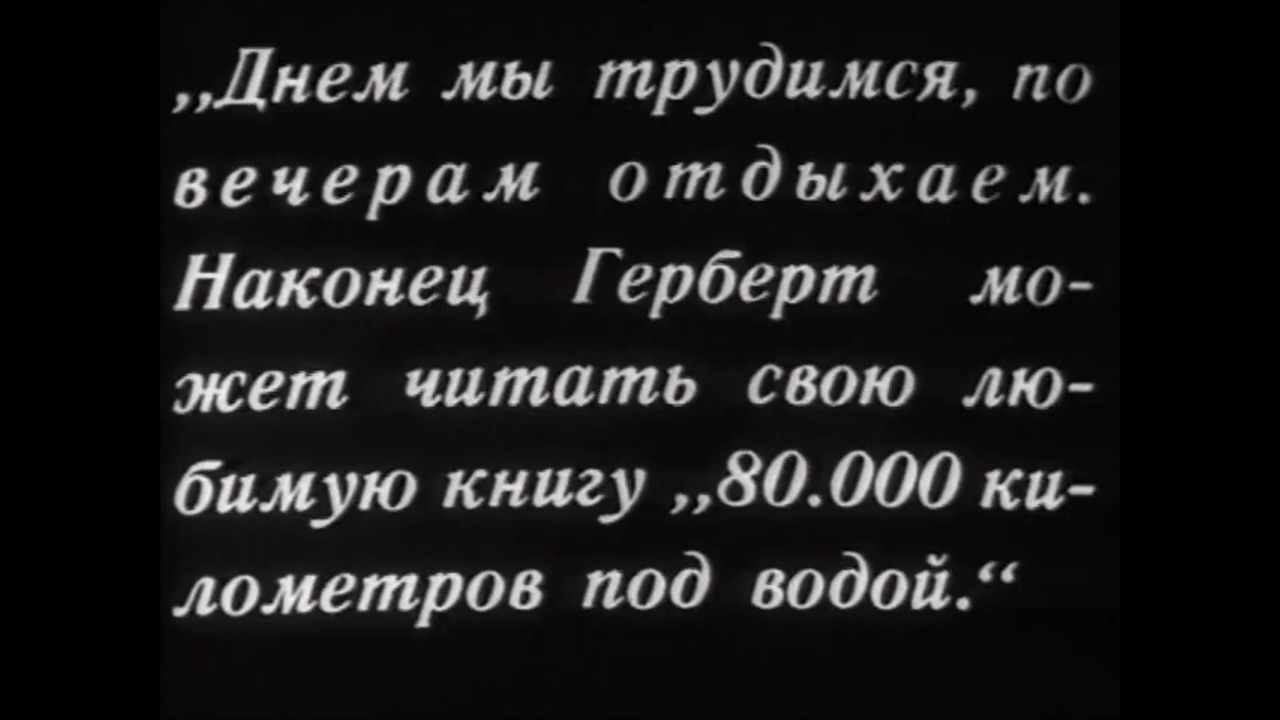 „Днем мы трудимся, по
вечерам отдыхаем.
Наконец Герберт мо-
жет читать свою лю-
бимую книгу „80.000 ки-
лометров под водой.“